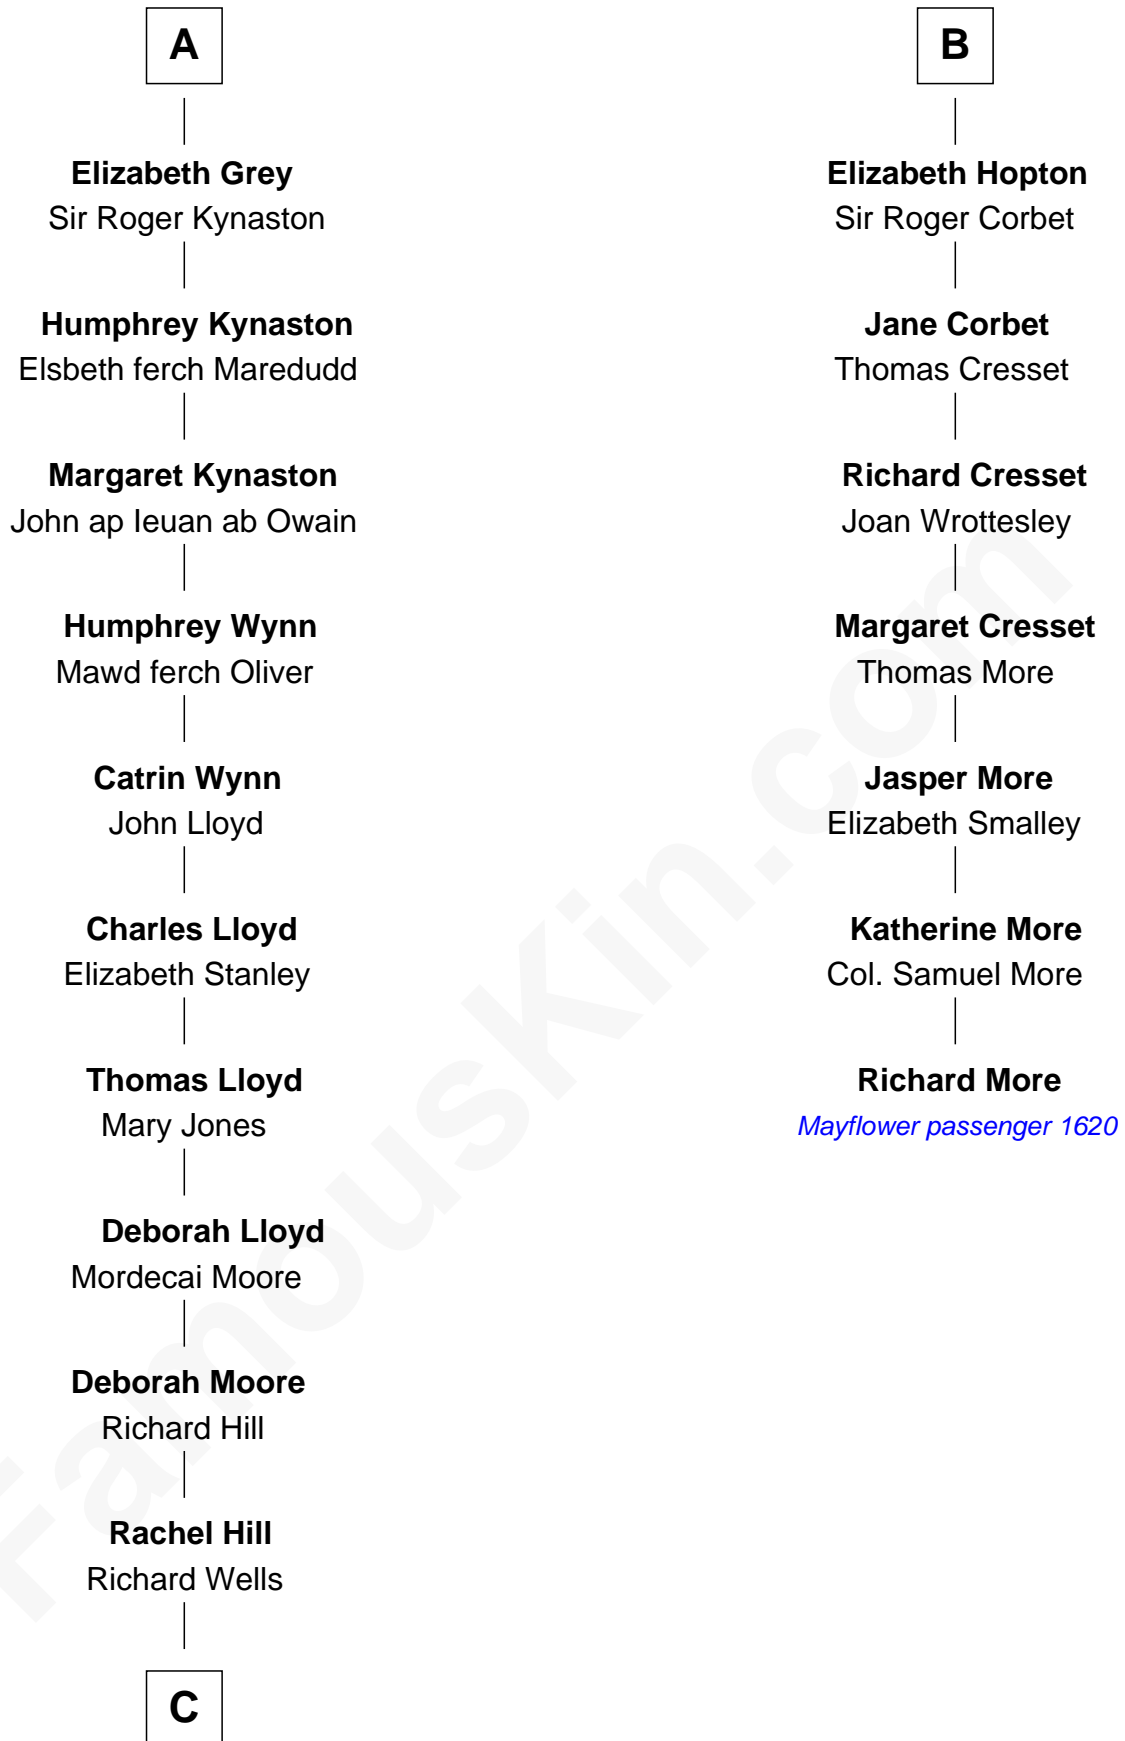 A
Elizabeth Grey
Sir Roger Kynaston
Humphrey Kynaston
Elsbeth ferch Maredudd
Margaret Kynaston
John ap Ieuan ab Owain
Humphrey Wynn
Mawd ferch Oliver
Catrin Wynn
John Lloyd
Charles Lloyd
Elizabeth Stanley
Thomas Lloyd
Mary Jones
Deborah Lloyd
Mordecai Moore
Deborah Moore
Richard Hill
Rachel Hill
Richard Wells
C
B
Elizabeth Hopton
Sir Roger Corbet
Jane Corbet
Thomas Cresset
Richard Cresset
Joan Wrottesley
Margaret Cresset
Thomas More
Jasper More
Elizabeth Smalley
Katherine More
Col. Samuel More
Richard More
Mayflower passenger 1620
FamousKin.com